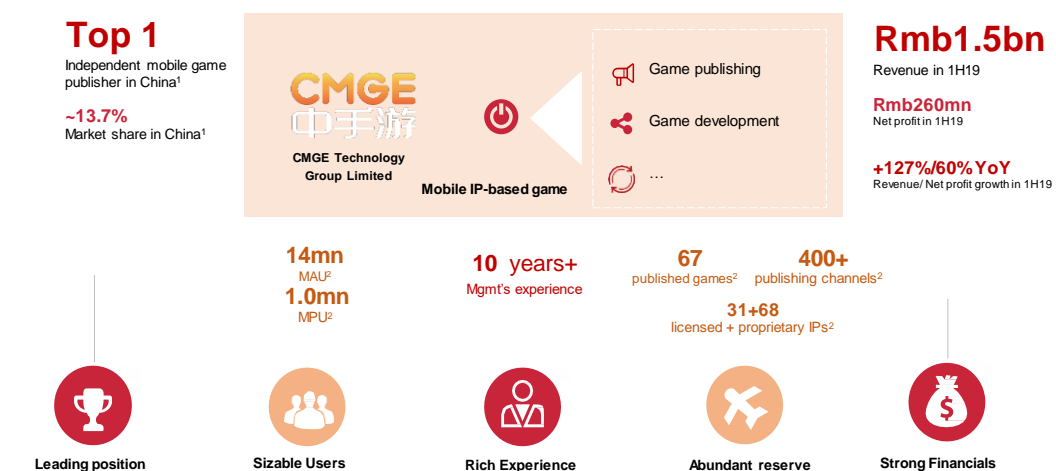 Top 1
Independent mobile game
publisher in China¹
~13.7%
Market share in China¹
CMGE
中手游
CMGE Technology
Group Limited
Mobile IP-based game
Game publishing
Game development
...
Rmb1.5bn
Revenue in 1H19
Rmb260mn
Net profit in 1H19
+127%/60% YoY
Revenue/ Net profit growth in 1H19
14mn
MAU²
1.0mn
MPU²
10 years+
Mgmt's experience
67
published games²
400+
publishing channels²
31+68
licensed + proprietary IPs²
$
Leading position
Sizable Users
Rich Experience
Abundant reserve
Strong Financials